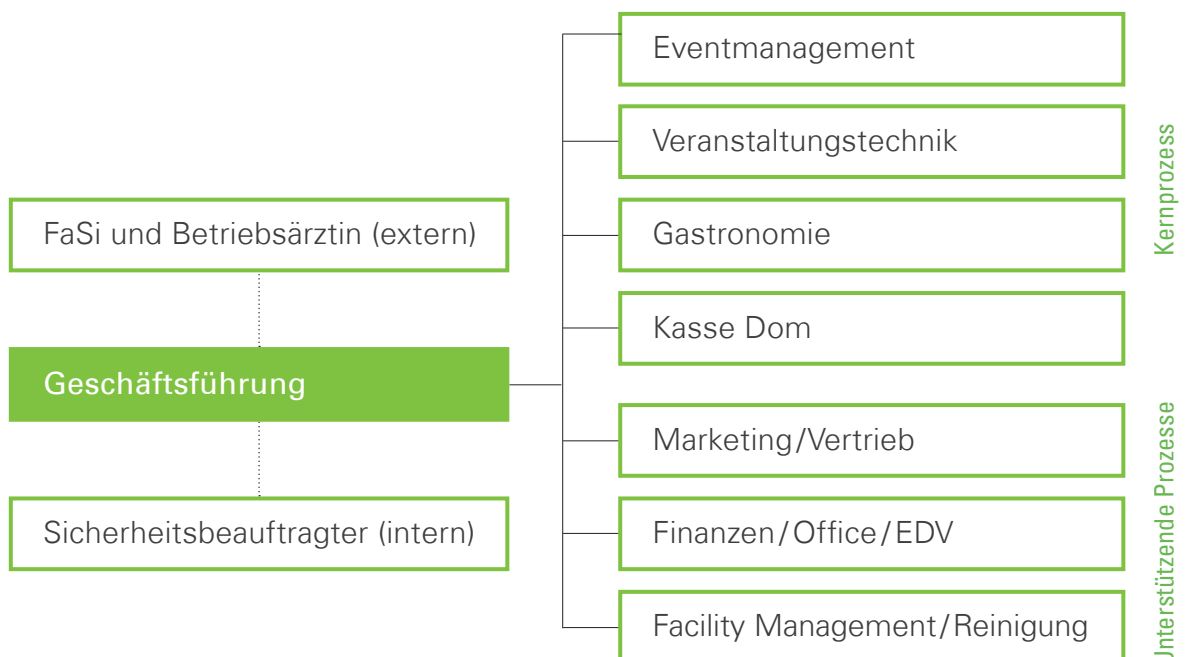 Eventmanagement
Veranstaltungstechnik
Gastronomie
Kasse Dom
Kernprozess
FaSi und Betriebsärztin (extern)
Geschäftsführung
Sicherheitsbeauftragter (intern)
Marketing/Vertrieb
Finanzen/Office/EDV
Facility Management/Reinigung
Unterstützende Prozesse